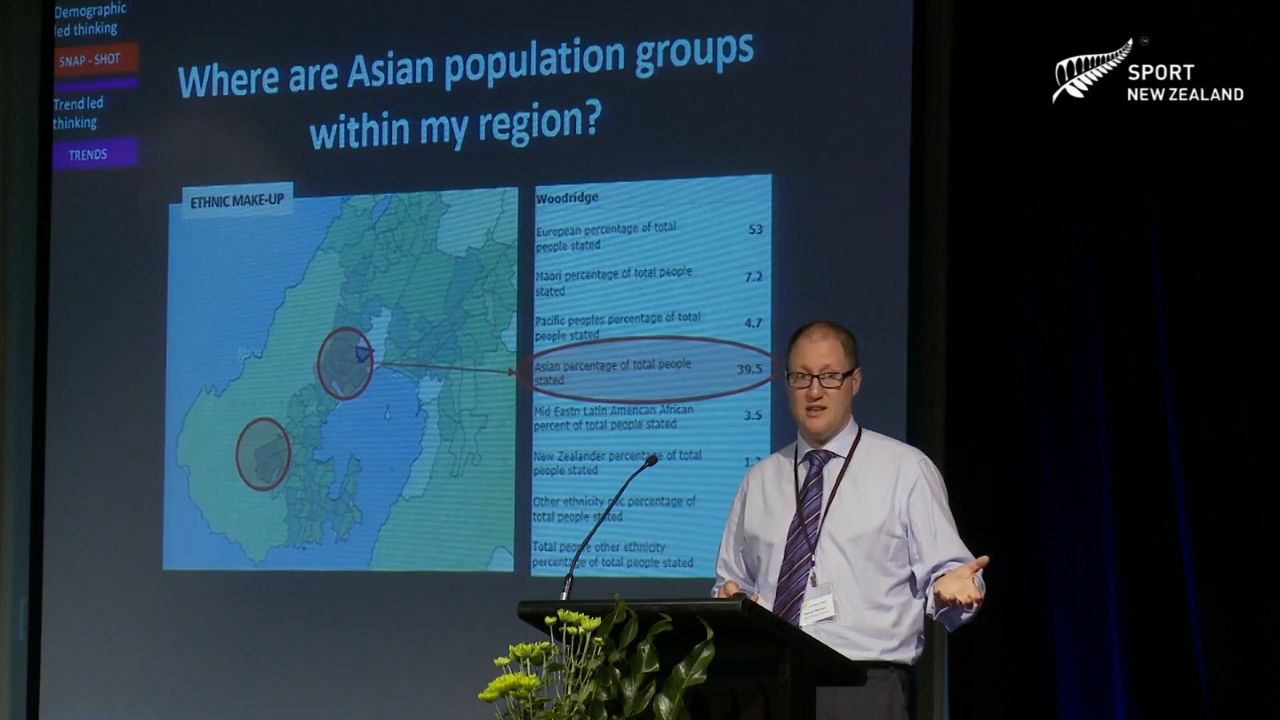 Demographic
led thinking
SNAP - SHOT
Trend led
thinking
TRENDS
Where are Asian population groups
within my region?
ETHNIC MAKE-UP
Woodridge
European percentage of total
people stated
53
Maori percentage of total people
stated
7.2
Pacific peoples percentage of total
people stated
4.7
Asian percentage of total people
stated
39.5
Mid Eastn Latin American African
percent of total people stated
3.5
New Zealander percentage of total
people stated
Other ethnicity nec percentage of
total people stated
Total people other ethnicity
percentage of total people stated
SPORT
NEW ZEALAND